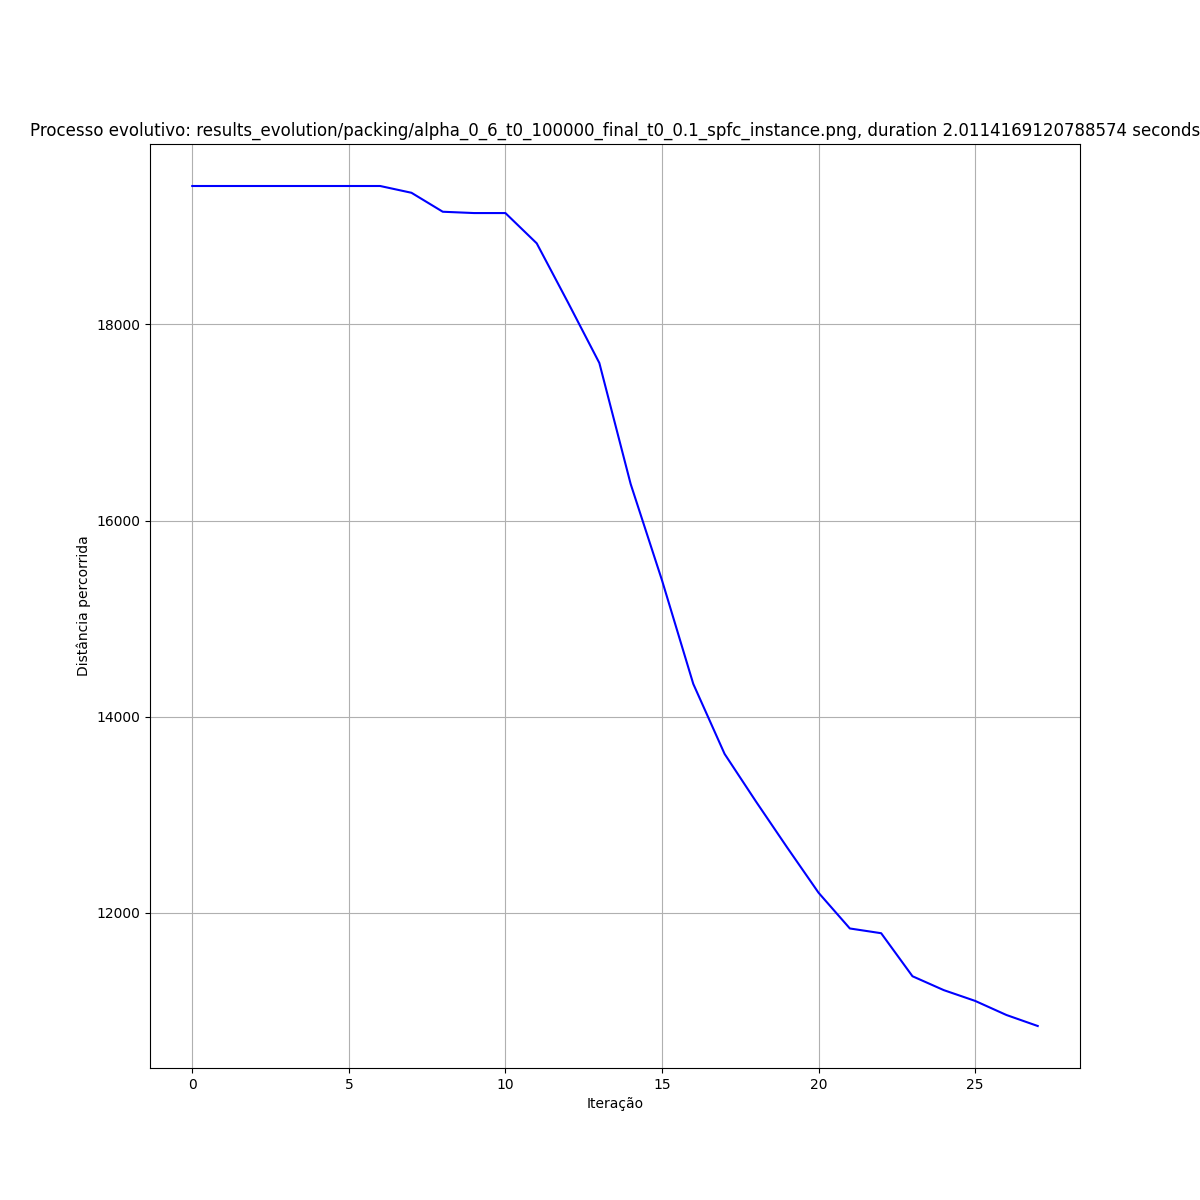 Processo evolutivo: results_evolution/packing/alpha_0_6_t0_100000_final_t0_0.1_spfc_instance.png, duration 2.0114169120788574 seconds
18000
16000
14000
12000
Distância percorrida
0 5 10 15 20 25
Iteração